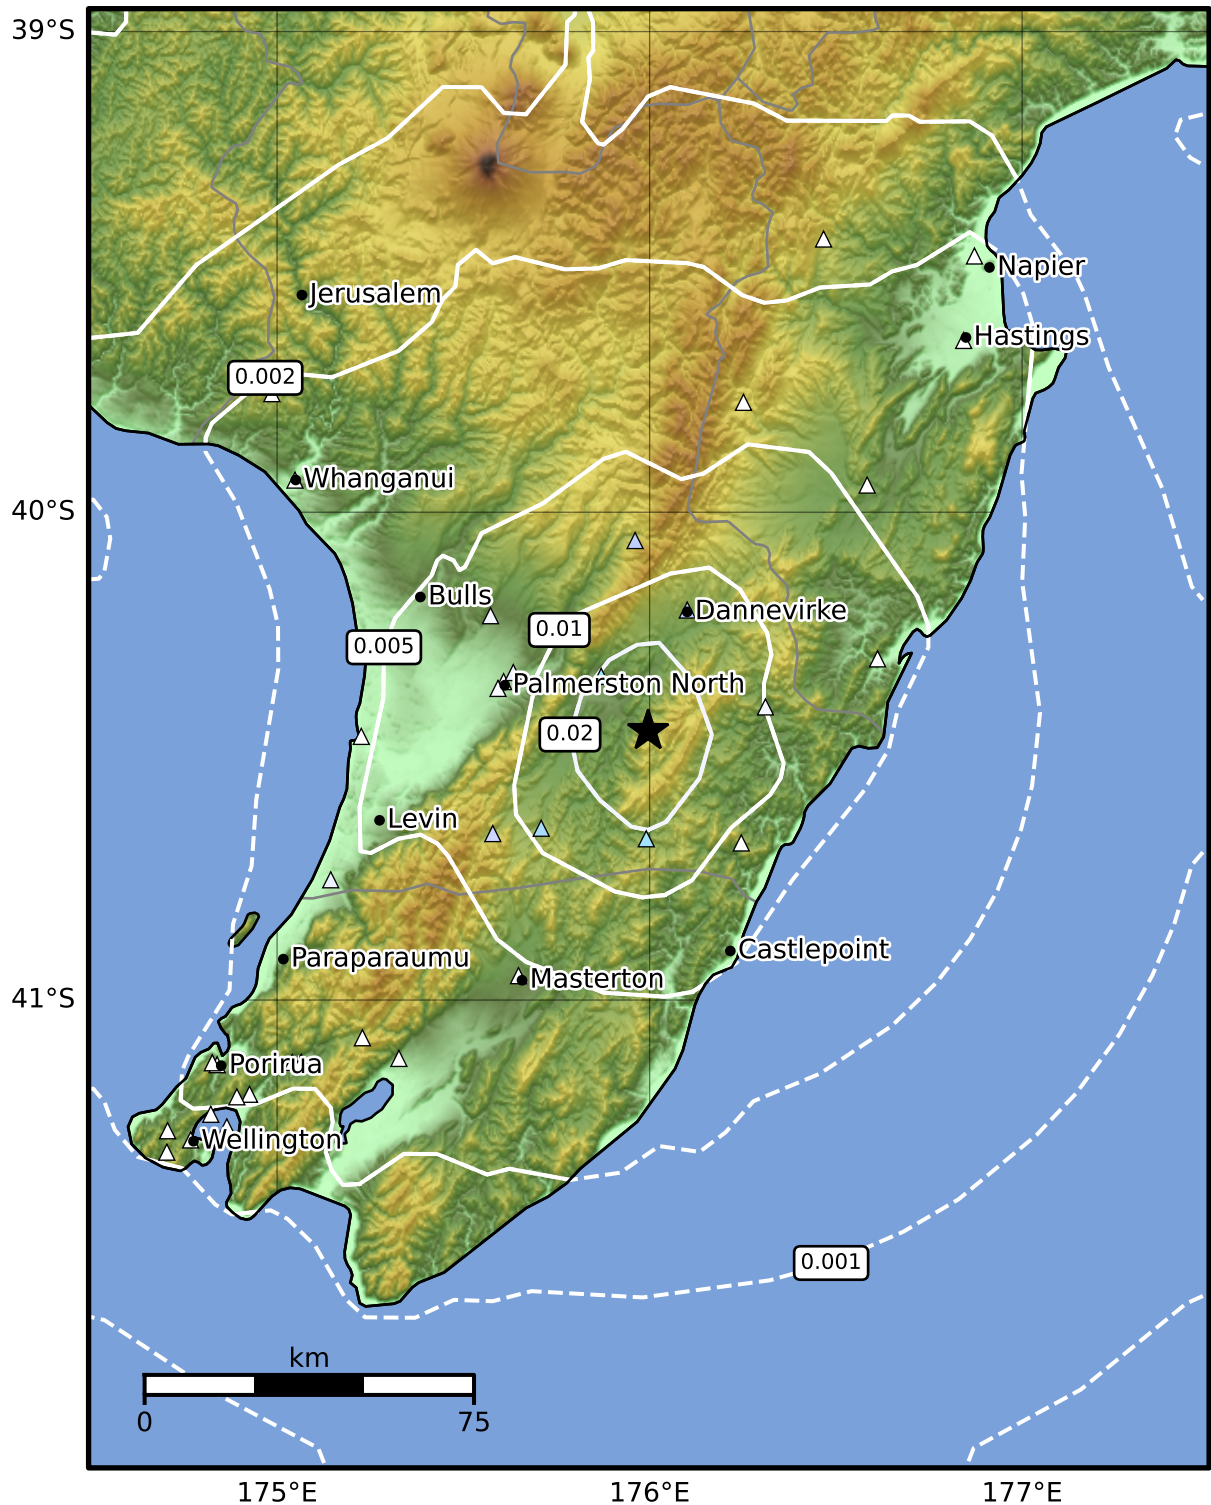 39°S
Napier
Jerusalem
Hastings
0.002
Whanganui
40°S
Bulls
Dannevirke
0.01
0.005
Palmerston North
0.02
Levin
Castlepoint
Paraparaumu
Masterton
41°S
Porirua
Wellington
0.001
km
0
75
175°E
176°E
177°E